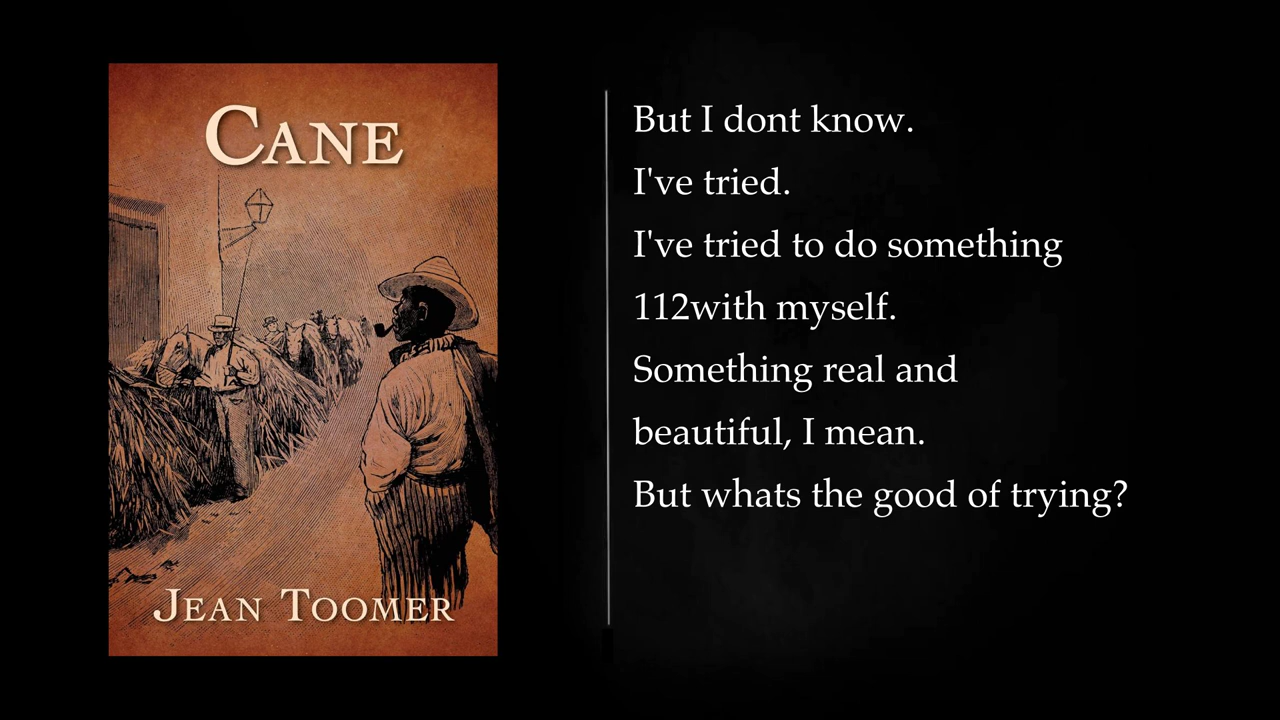 CANE
JEAN TOOMER
But I dont know.
I've tried.
I've tried to do something
112with myself.
Something real and
beautiful, I mean.
But whats the good of trying?